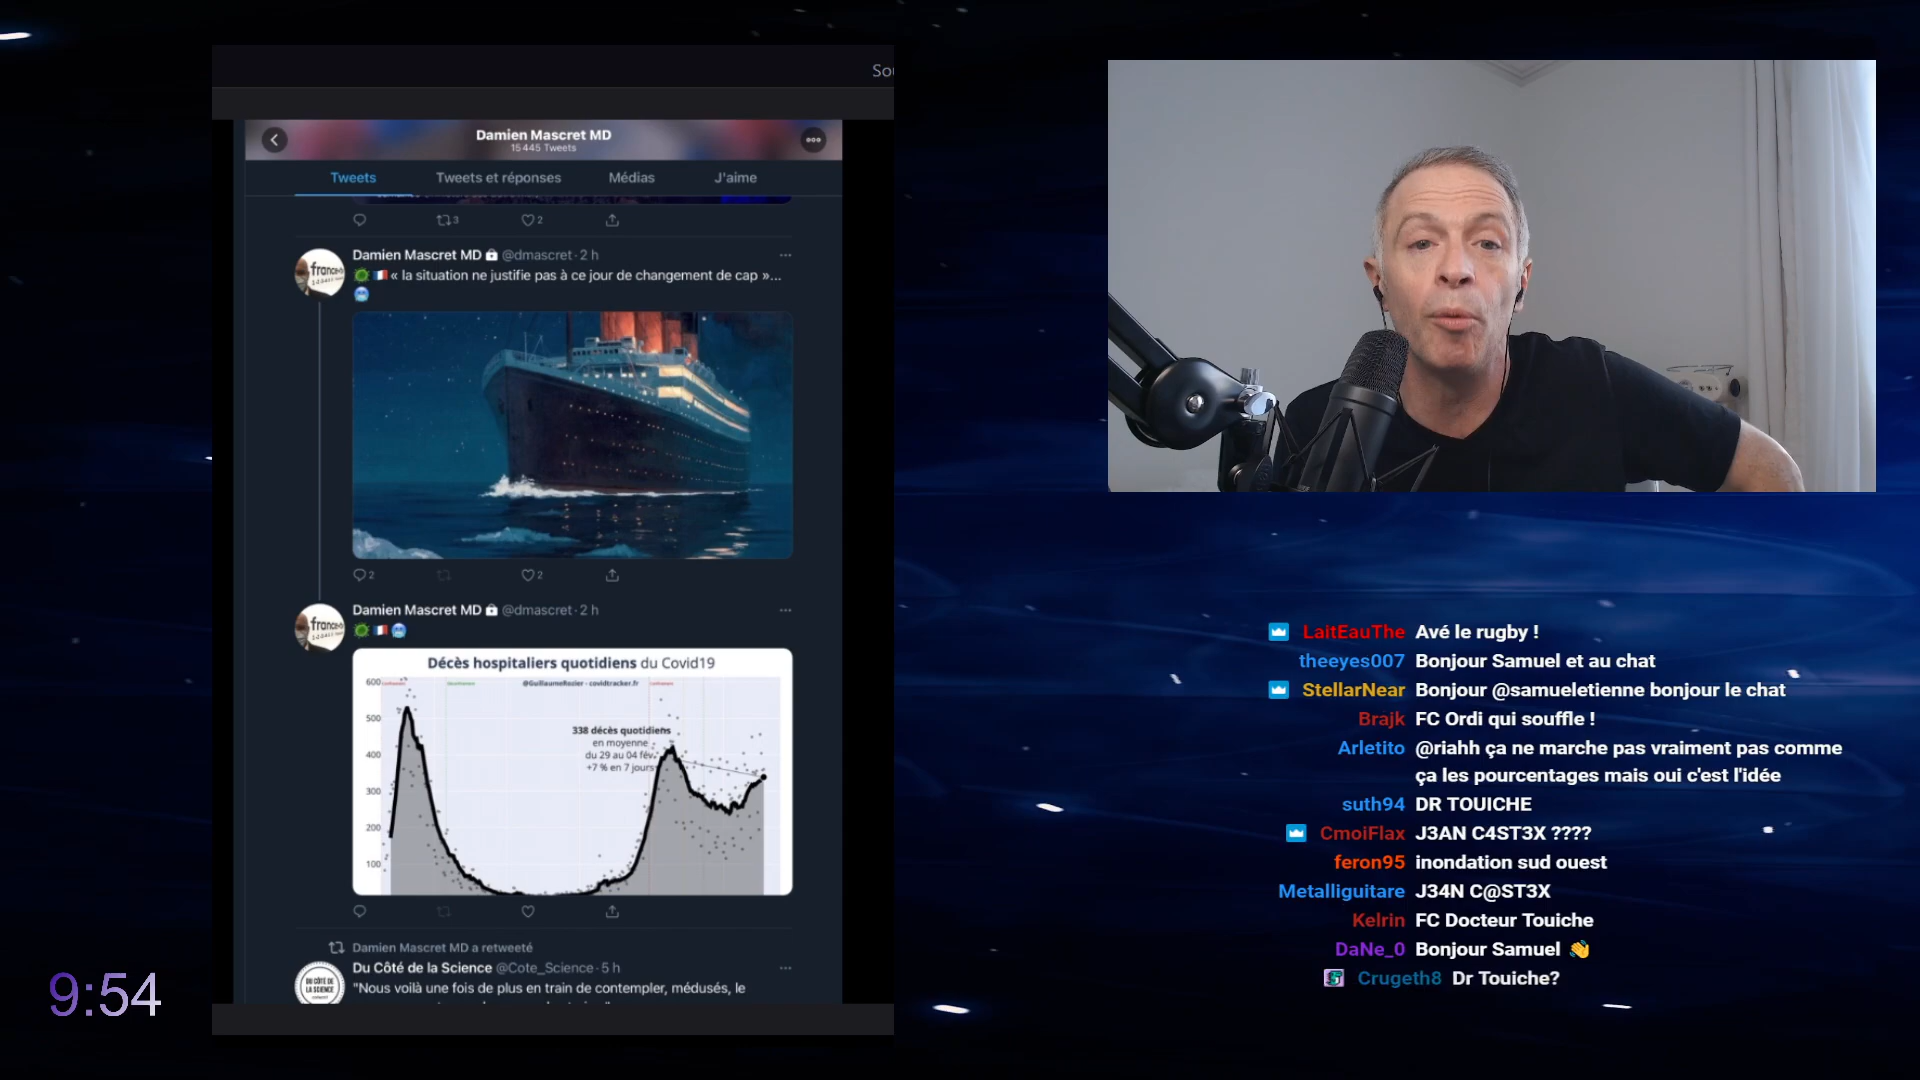 Damien Mascret MD
15 445 Tweets
Tweets
Tweets et réponses
Médias
J'aime
3
2
Damien Mascret MD @dmascret · 2 h
« la situation ne justifie pas à ce jour de changement de cap »...
2
2
Damien Mascret MD @dmascret · 2 h
Décès hospitaliers quotidiens du Covid19
@GuillaumeRozier - covidtracker.fr
600
500
400
300
200
100
338 décès quotidiens
en moyenne
du 29 au 04 fév.
+7 % en 7 jours
Damien Mascret MD a retweeté
Du Côté de la Science @Cote_Science · 5 h
"Nous voilà une fois de plus en train de contempler, médusés, le
9:54
LaitEauThe Avé le rugby !
theeyes007 Bonjour Samuel et au chat
StellarNear Bonjour @samueletienne bonjour le chat
Brajk FC Ordi qui souffle !
Arletito @riahh ça ne marche pas vraiment pas comme
ça les pourcentages mais oui c'est l'idée
suth94 DR TOUICHE
CmoiFlax J3AN C4ST3X ????
feron95 inondation sud ouest
Metalliguitare J34N C@ST3X
Kelrin FC Docteur Touiche
DaNe_0 Bonjour Samuel 👋
Crugeth8 Dr Touiche?